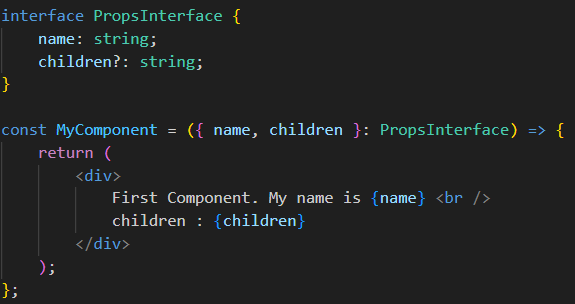 interface PropsInterface {
    name: string;
    children?: string;
}
const MyComponent = ({ name, children }: PropsInterface) => {
    return (
        <div>
            First Component. My name is {name} <br />
            children : {children}
        </div>
    );
};